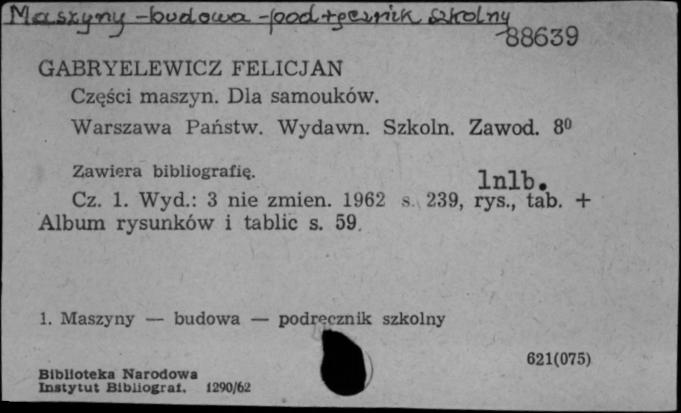 Maszyny - budowa - podręcznik szkolny
88639
GABRYELEWICZ FELICJAN
Części maszyn. Dla samouków.
Warszawa Państw. Wydawn. Szkoln. Zawod. 8⁰
Zawiera bibliografię.
1nlb.
Cz. 1. Wyd.: 3 nie zmien. 1962 s. 239, rys., tab. +
Album rysunków i tablic s. 59.
1. Maszyny — budowa — podręcznik szkolny
621(075)
Biblioteka Narodowa
Instytut Bibliograf. 1290/62